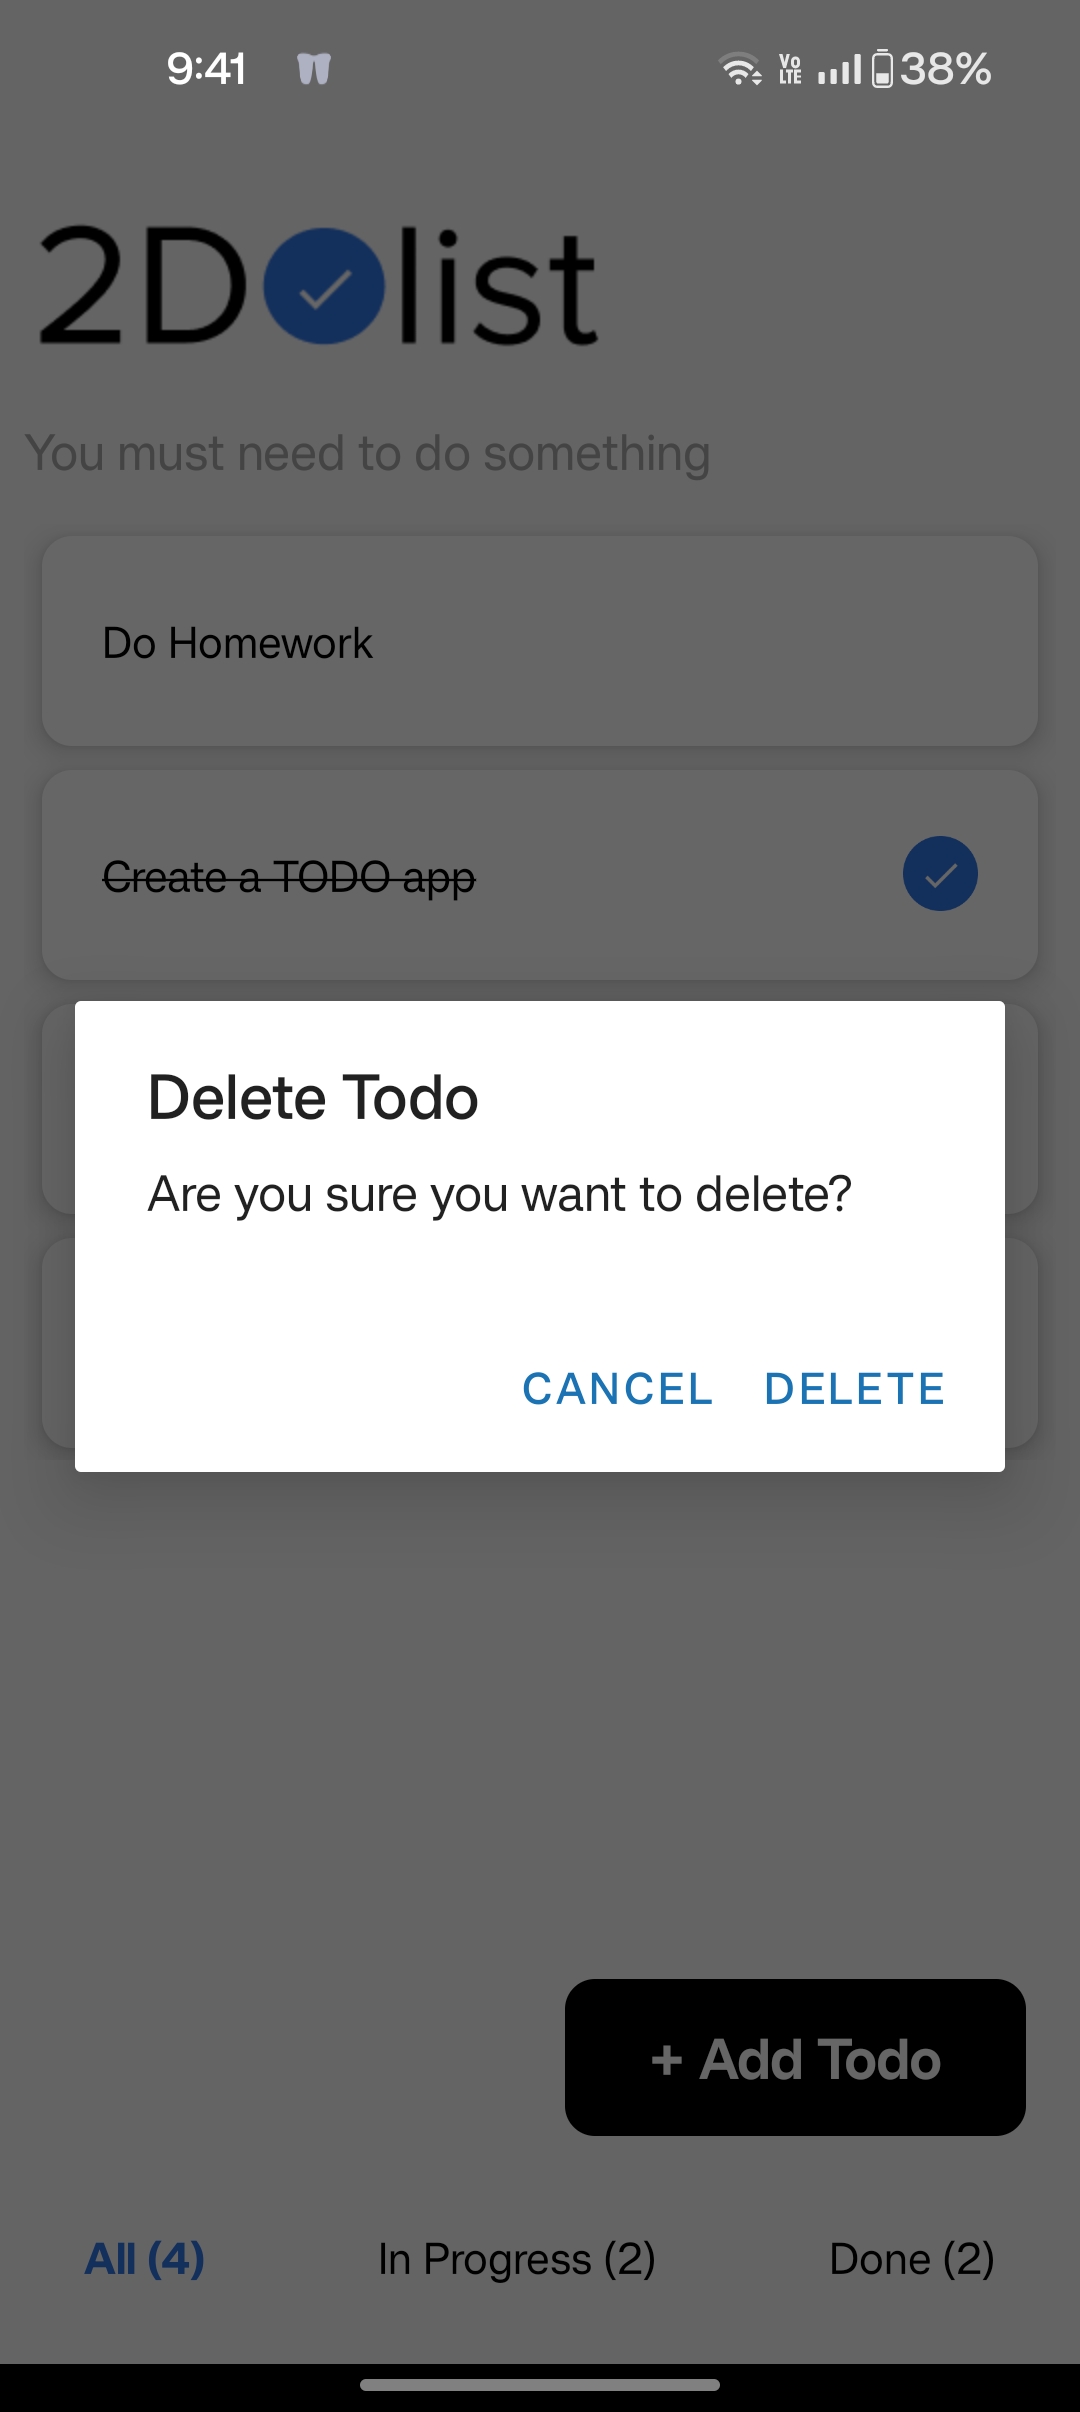 9:41
Vo
LTE
38%
2D list
You must need to do something
Do Homework
Create a TODO app
Delete Todo
Are you sure you want to delete?
CANCEL DELETE
+ Add Todo
All (4) In Progress (2) Done (2)